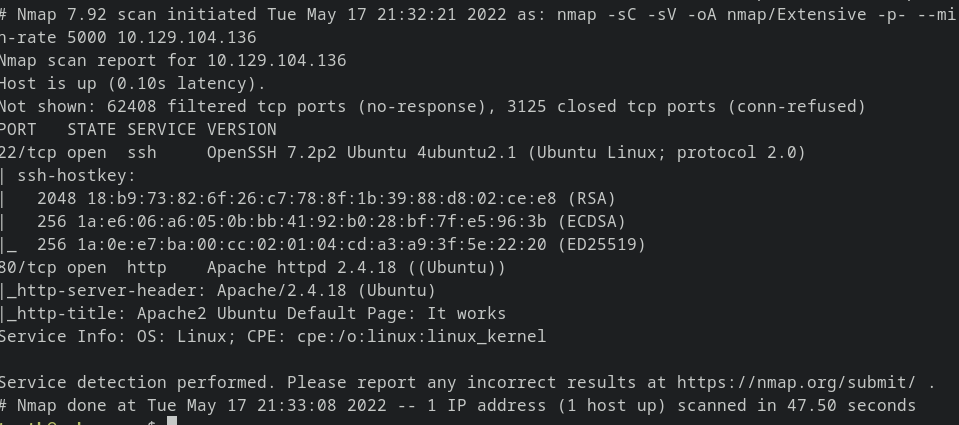 # Nmap 7.92 scan initiated Tue May 17 21:32:21 2022 as: nmap -sC -sV -oA nmap/Extensive -p- --mi
n-rate 5000 10.129.104.136
Nmap scan report for 10.129.104.136
Host is up (0.10s latency).
Not shown: 62408 filtered tcp ports (no-response), 3125 closed tcp ports (conn-refused)
PORT   STATE SERVICE VERSION
22/tcp open  ssh     OpenSSH 7.2p2 Ubuntu 4ubuntu2.1 (Ubuntu Linux; protocol 2.0)
| ssh-hostkey:
|   2048 18:b9:73:82:6f:26:c7:78:8f:1b:39:88:d8:02:ce:e8 (RSA)
|   256 1a:e6:06:a6:05:0b:bb:41:92:b0:28:bf:7f:e5:96:3b (ECDSA)
|_  256 1a:0e:e7:ba:00:cc:02:01:04:cd:a3:a9:3f:5e:22:20 (ED25519)
80/tcp open  http    Apache httpd 2.4.18 ((Ubuntu))
|_http-server-header: Apache/2.4.18 (Ubuntu)
|_http-title: Apache2 Ubuntu Default Page: It works
Service Info: OS: Linux; CPE: cpe:/o:linux:linux_kernel

Service detection performed. Please report any incorrect results at https://nmap.org/submit/ .
# Nmap done at Tue May 17 21:33:08 2022 -- 1 IP address (1 host up) scanned in 47.50 seconds